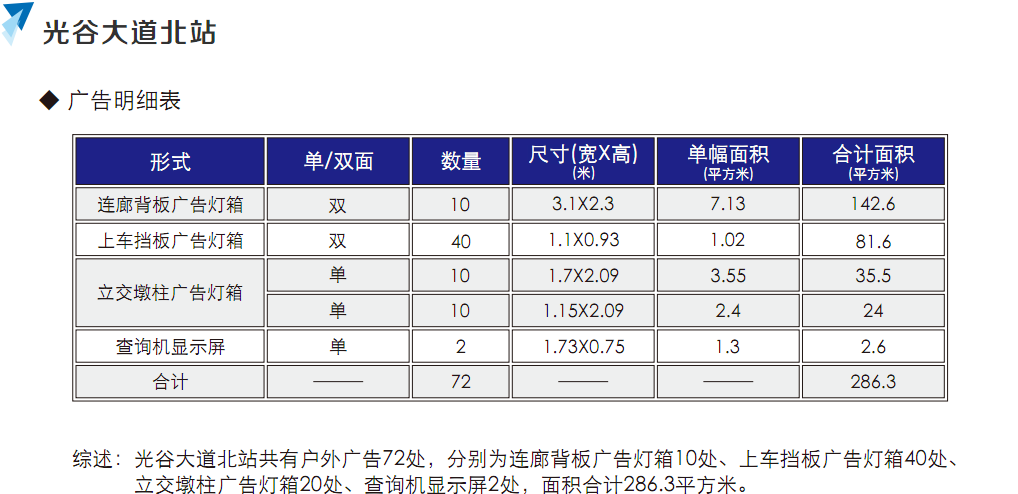 光谷大道北站
◆ 广告明细表
形式 单/双面 数量 尺寸(宽X高)(米) 单幅面积(平方米) 合计面积(平方米)
连廊背板广告灯箱 双 10 3.1X2.3 7.13 142.6
上车挡板广告灯箱 双 40 1.1X0.93 1.02 81.6
立交墩柱广告灯箱 单 10 1.7X2.09 3.55 35.5
单 10 1.15X2.09 2.4 24
查询机显示屏 单 2 1.73X0.75 1.3 2.6
合计 —— 72 —— —— 286.3
综述：光谷大道北站共有户外广告72处，分别为连廊背板广告灯箱10处、上车挡板广告灯箱40处、
立交墩柱广告灯箱20处、查询机显示屏2处，面积合计286.3平方米。